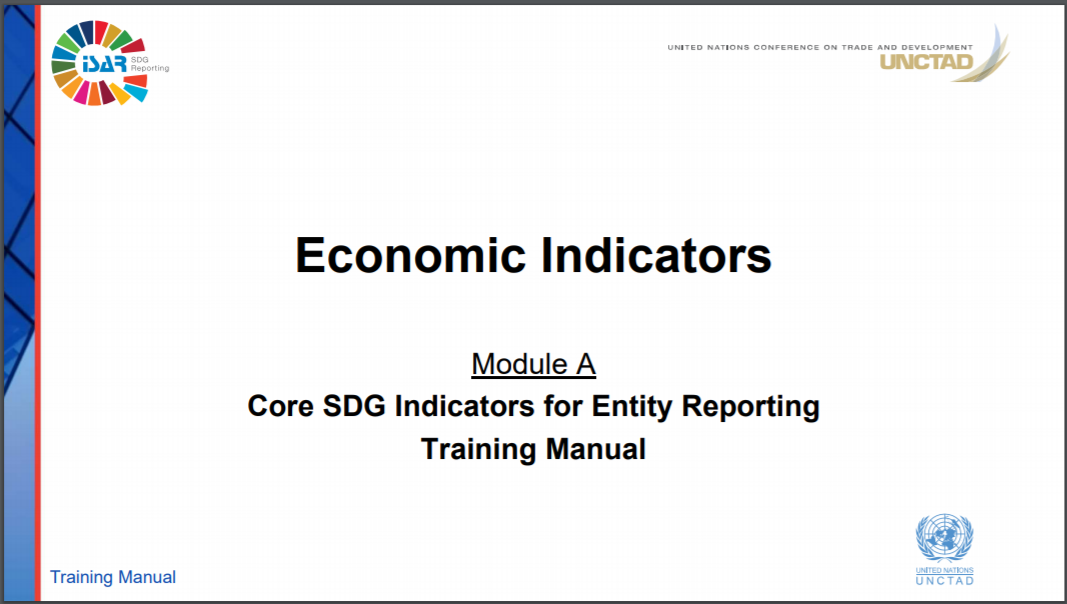 iSAR SDG
Reporting
UNITED NATIONS CONFERENCE ON TRADE AND DEVELOPMENT
UNCTAD
Economic Indicators
Module A
Core SDG Indicators for Entity Reporting
Training Manual
Training Manual
UNITED NATIONS
UNCTAD